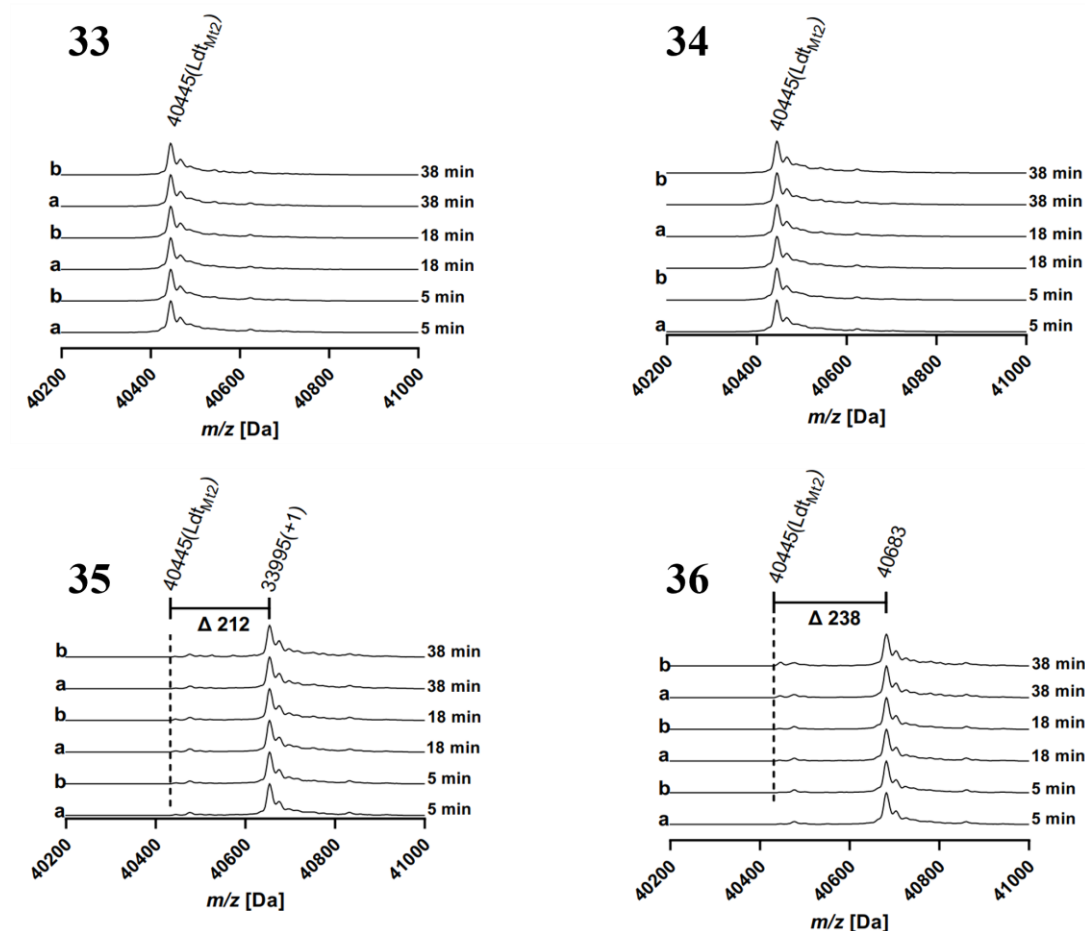 33
40445(LdtMt2)
b 38 min
a 38 min
b 18 min
a 18 min
b 5 min
a 5 min
40200 40400 40600 40800 41000
m/z [Da]
34
40445(LdtMt2)
b 38 min
38 min
a 18 min
18 min
b 5 min
a 5 min
40200 40400 40600 40800 41000
m/z [Da]
35
40445(LdtMt2)
33995(+1)
Δ 212
b 38 min
a 38 min
b 18 min
a 18 min
b 5 min
a 5 min
40200 40400 40600 40800 41000
m/z [Da]
36
40445(LdtMt2)
40683
Δ 238
b 38 min
a 38 min
b 18 min
a 18 min
b 5 min
a 5 min
40200 40400 40600 40800 41000
m/z [Da]